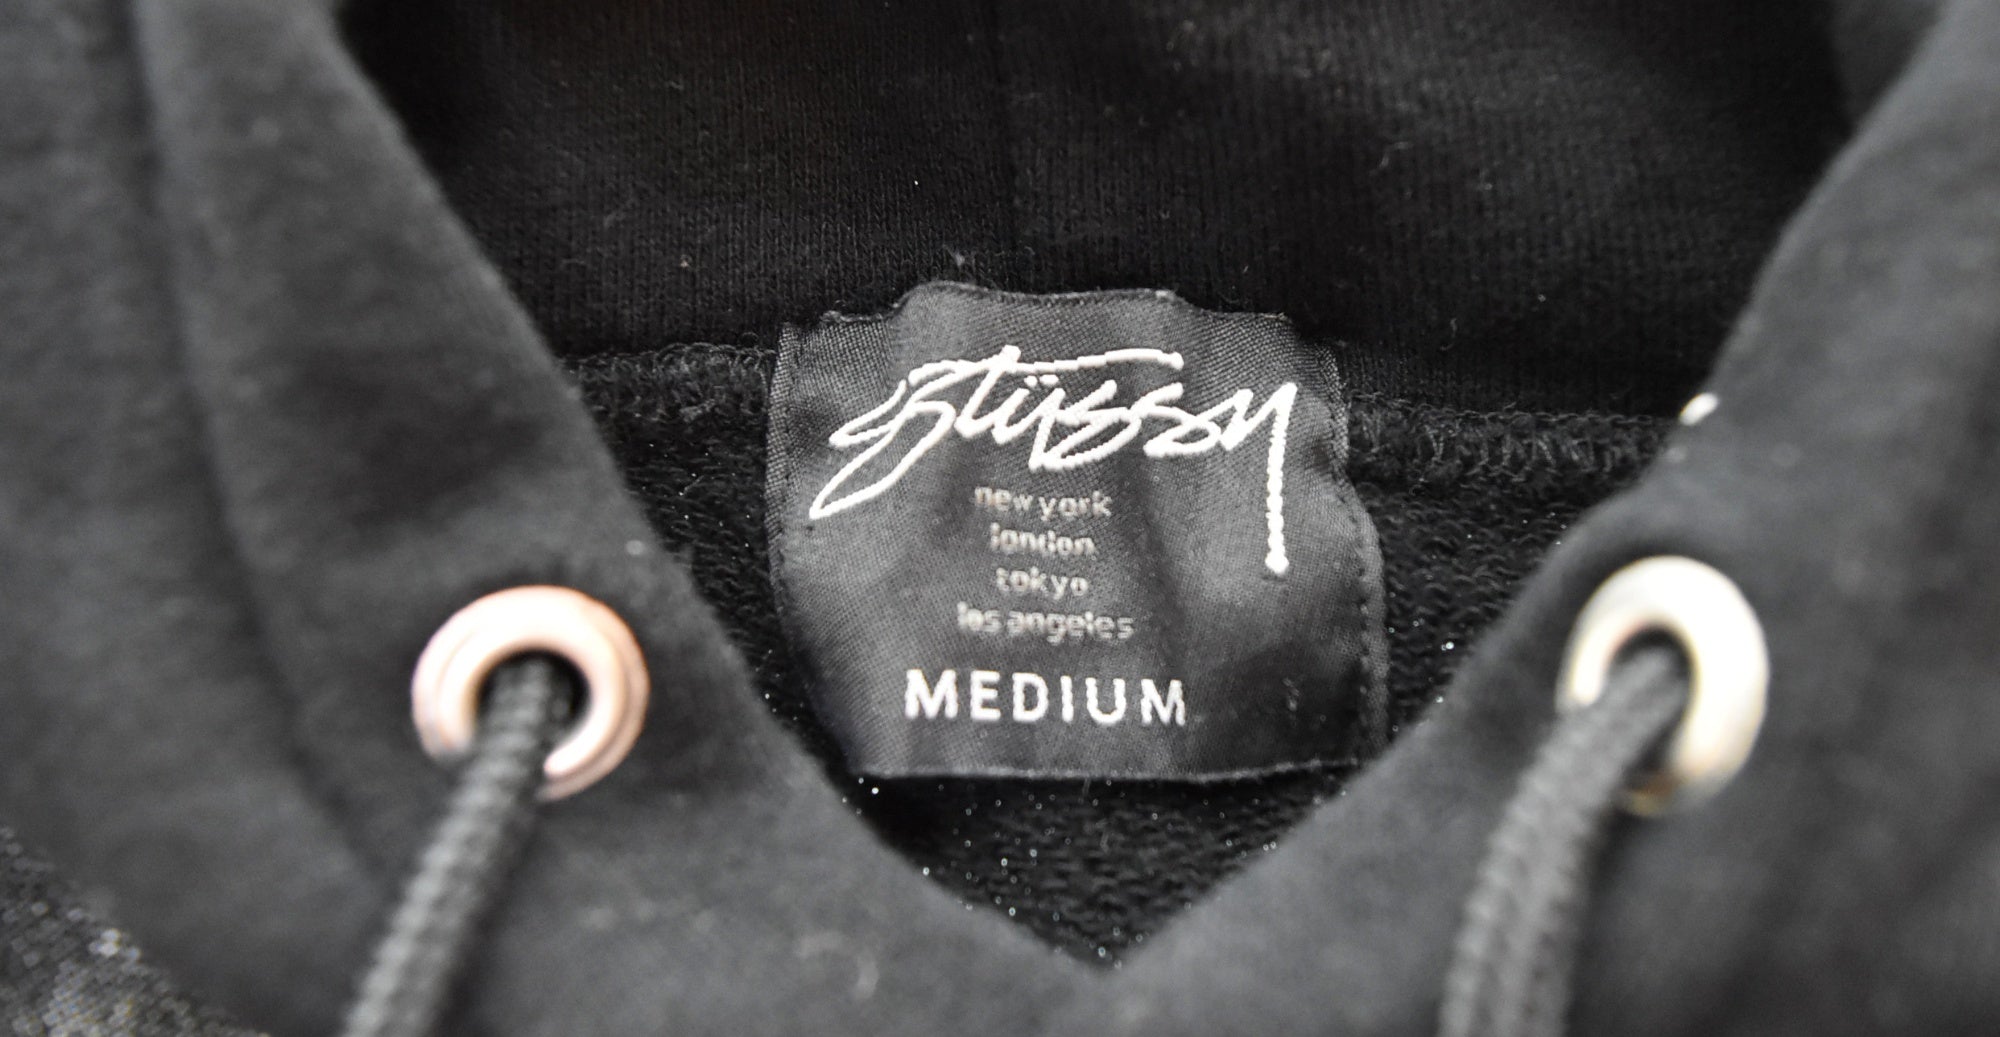 stüssy
new york
london
tokyo
los angeles
MEDIUM